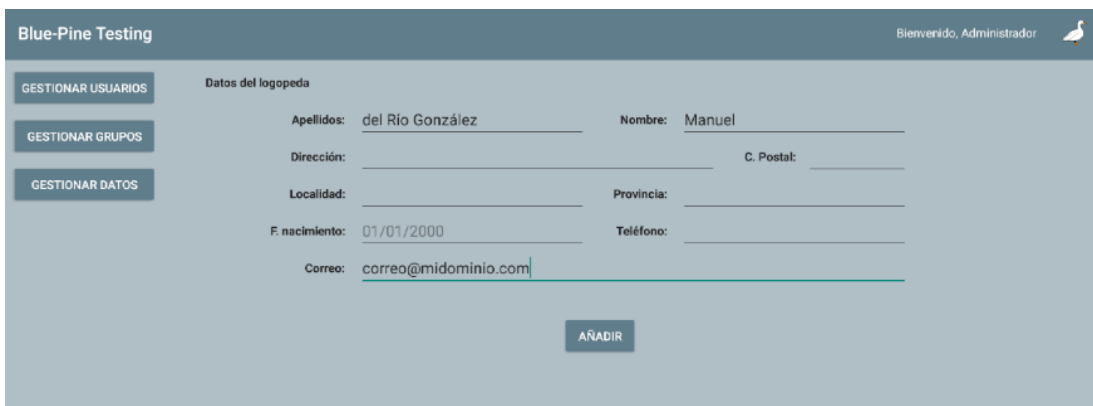 Blue-Pine Testing
Bienvenido, Administrador
GESTIONAR USUARIOS
GESTIONAR GRUPOS
GESTIONAR DATOS
Datos del logopeda
Apellidos: del Río González Nombre: Manuel
Dirección: C. Postal:
Localidad: Provincia:
F. nacimiento: 01/01/2000 Teléfono:
Correo: correo@midominio.com
AÑADIR